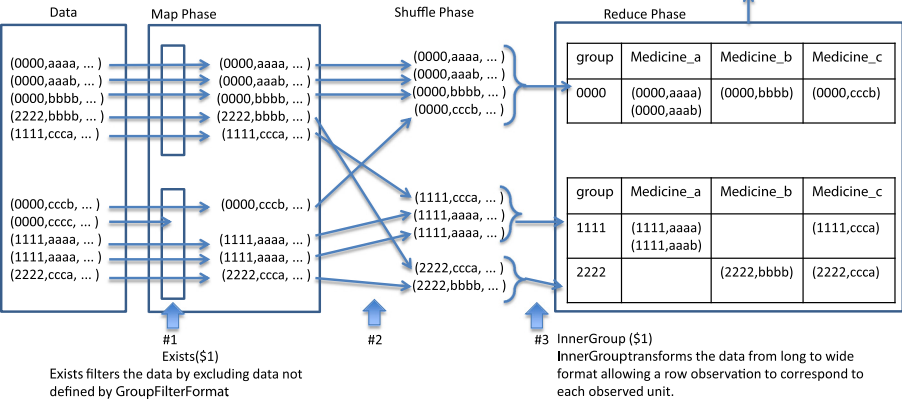 Data
Map Phase
Shuffle Phase
Reduce Phase
(0000,aaaa, ... )
(0000,aaab, ... )
(0000,bbbb, ... )
(2222,bbbb, ... )
(1111,ccca, ... )
(0000,cccb, ... )
(0000,cccc, ... )
(1111,aaaa, ... )
(1111,aaaa, ... )
(2222,ccca, ... )
(0000,aaaa, ... )
(0000,aaab, ... )
(0000,bbbb, ... )
(2222,bbbb, ... )
(1111,ccca, ... )
(0000,cccb, ... )
(1111,aaaa, ... )
(1111,aaaa, ... )
(2222,ccca, ... )
(0000,aaaa, ... )
(0000,aaab, ... )
(0000,bbbb, ... )
(0000,cccb, ... )
(1111,ccca, ... )
(1111,aaaa, ... )
(1111,aaaa, ... )
(2222,ccca, ... )
(2222,bbbb, ... )
group Medicine_a Medicine_b Medicine_c
0000 (0000,aaaa) (0000,bbbb) (0000,cccb)
(0000,aaab)
group Medicine_a Medicine_b Medicine_c
1111 (1111,aaaa) (1111,ccca)
(1111,aaab)
2222 (2222,bbbb) (2222,ccca)
#1
Exists($1)
Exists filters the data by excluding data not
defined by GroupFilterFormat
#2
#3 InnerGroup ($1)
InnerGrouptransforms the data from long to wide
format allowing a row observation to correspond to
each observed unit.